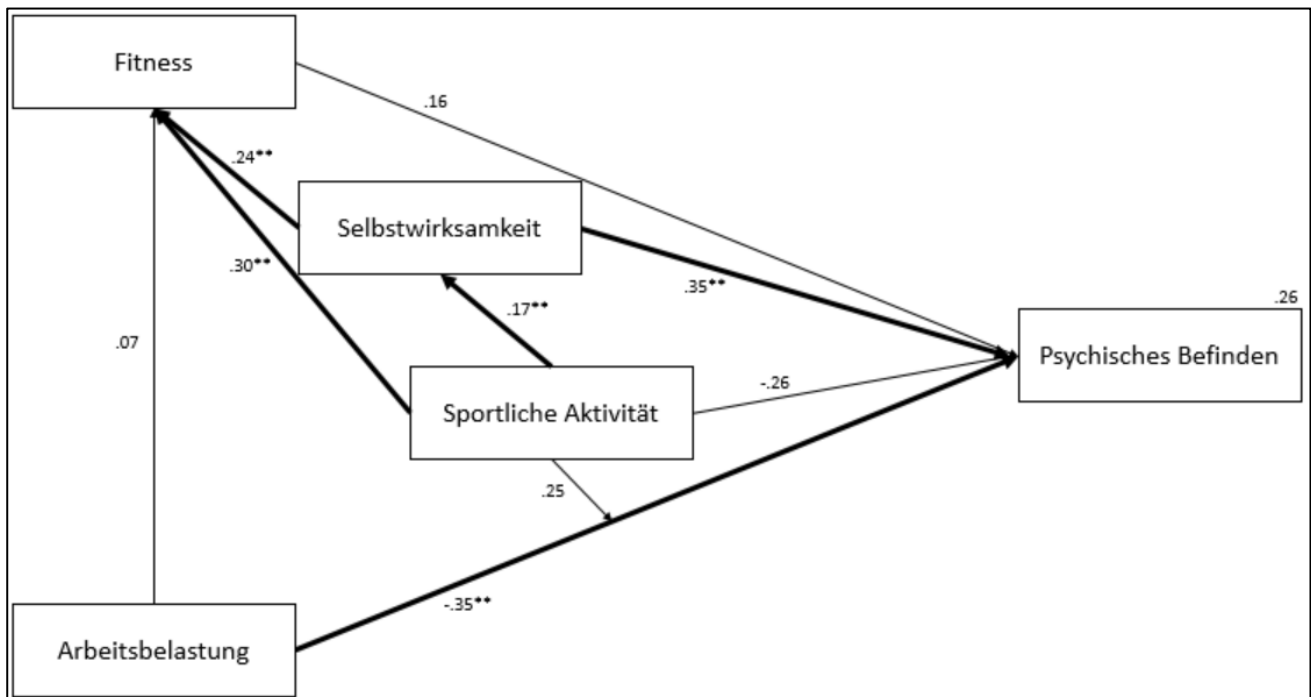 Fitness
.16
.24**
Selbstwirksamkeit
.30**
.35**
.26
.17**
.07
Psychisches Befinden
-.26
Sportliche Aktivität
.25
-.35**
Arbeitsbelastung